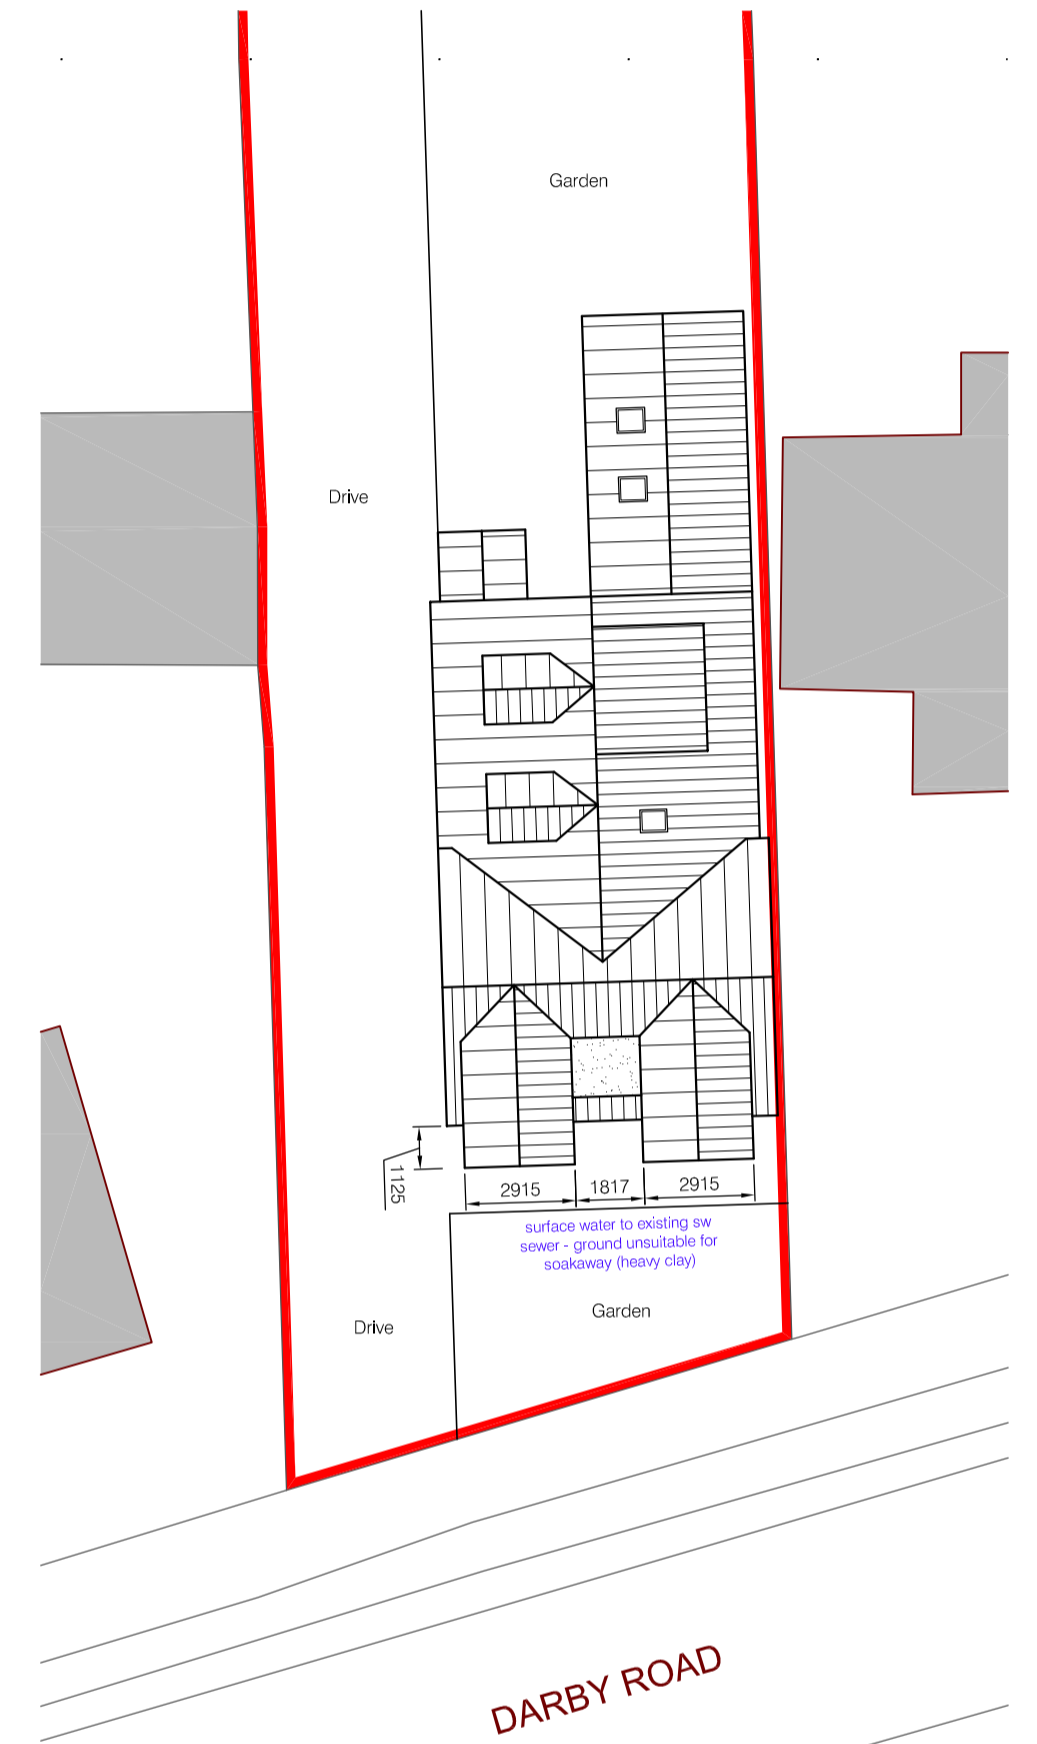 Garden
Drive
1125
2915
1817
2915
surface water to existing sw
sewer - ground unsuitable for
soakaway (heavy clay)
Garden
Drive
DARBY ROAD